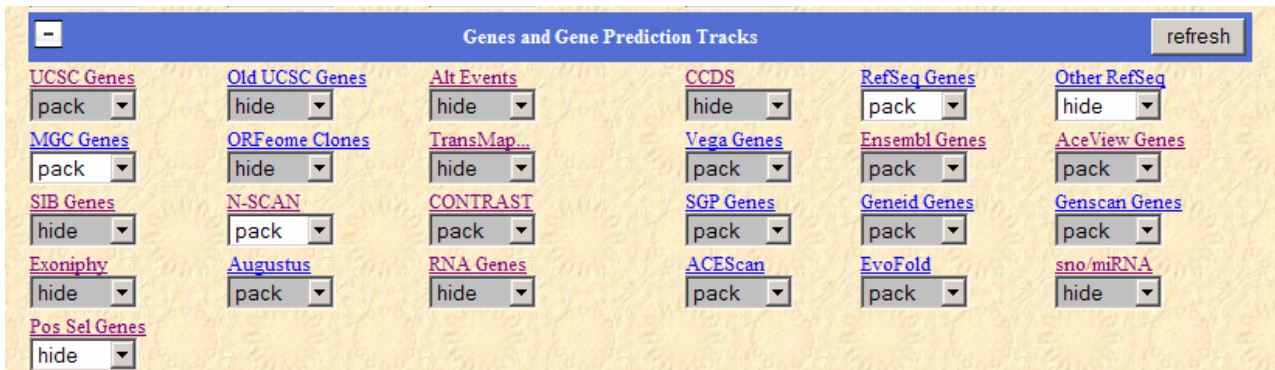 - Genes and Gene Prediction Tracks refresh
UCSC Genes Old UCSC Genes Alt Events CCDS RefSeq Genes Other RefSeq
pack hide hide hide pack hide
MGC Genes ORFeome Clones TransMap... Vega Genes Ensembl Genes AceView Genes
pack hide hide pack pack pack
SIB Genes N-SCAN CONTRAST SGP Genes Geneid Genes Genscan Genes
hide pack pack pack pack pack
Exoniphy Augustus RNA Genes ACEScan EvoFold sno/miRNA
hide pack hide pack pack hide
Pos Sel Genes
hide